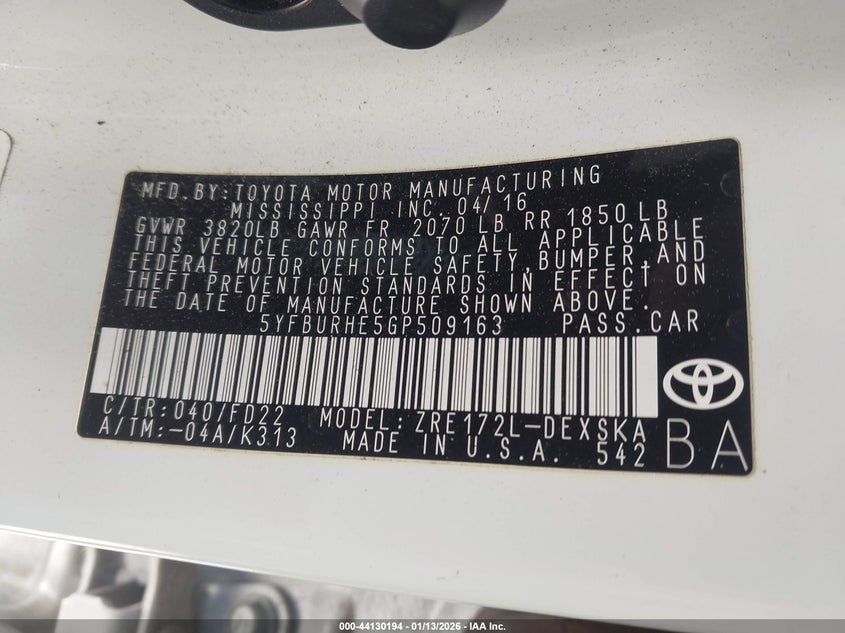 MFD. BY: TOYOTA MOTOR MANUFACTURING
MISSISSIPPI INC. 04/16
GVWR 3820LB GAWR FR 2070 LB RR 1850 LB
THIS VEHICLE CONFORMS TO ALL APPLICABLE
FEDERAL MOTOR VEHICLE SAFETY, BUMPER, AND
THEFT PREVENTION STANDARDS IN EFFECT ON
THE DATE OF MANUFACTURE SHOWN ABOVE.
5YFBURHE5GP509163 PASS. CAR
C/TR: 040/FD22 MODEL: ZRE172L-DEXSKA
A/TM:-04A/K313 MADE IN U.S.A. 542
BA
000-44130194 - 01/13/2026 - IAA Inc.